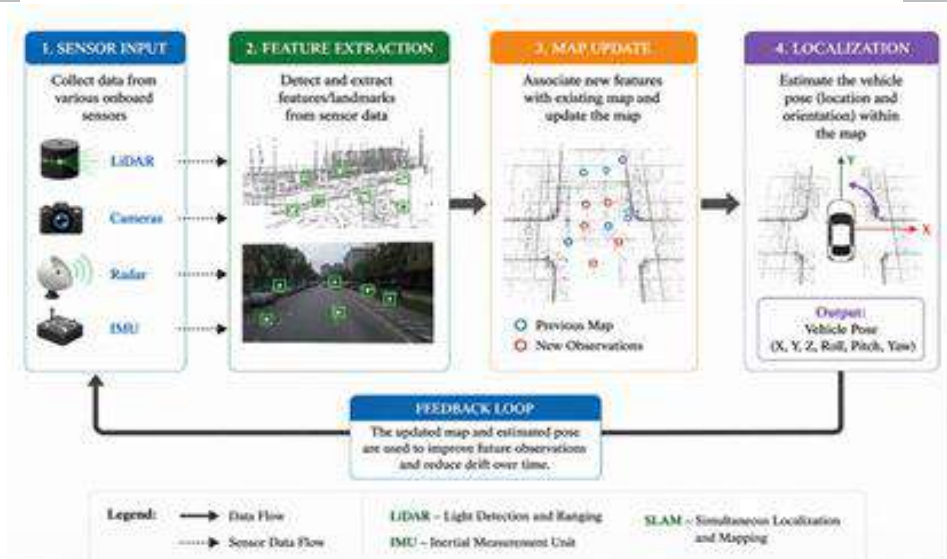 1. SENSOR INPUT
Collect data from
various onboard
sensors
LiDAR
Cameras
Radar
IMU
2. FEATURE EXTRACTION
Detect and extract
features/landmarks
from sensor data
3. MAP UPDATE
Associate new features
with existing map and
update the map
Previous Map
New Observations
4. LOCALIZATION
Estimate the vehicle
pose (location and
orientation) within
the map
Y
X
Output:
Vehicle Pose
(X, Y, Z, Roll, Pitch, Yaw)
FEEDBACK LOOP
The updated map and estimated pose
are used to improve future observations
and reduce drift over time.
Legend:
Data Flow
Sensor Data Flow
LiDAR – Light Detection and Ranging
IMU – Inertial Measurement Unit
SLAM – Simultaneous Localization
and Mapping